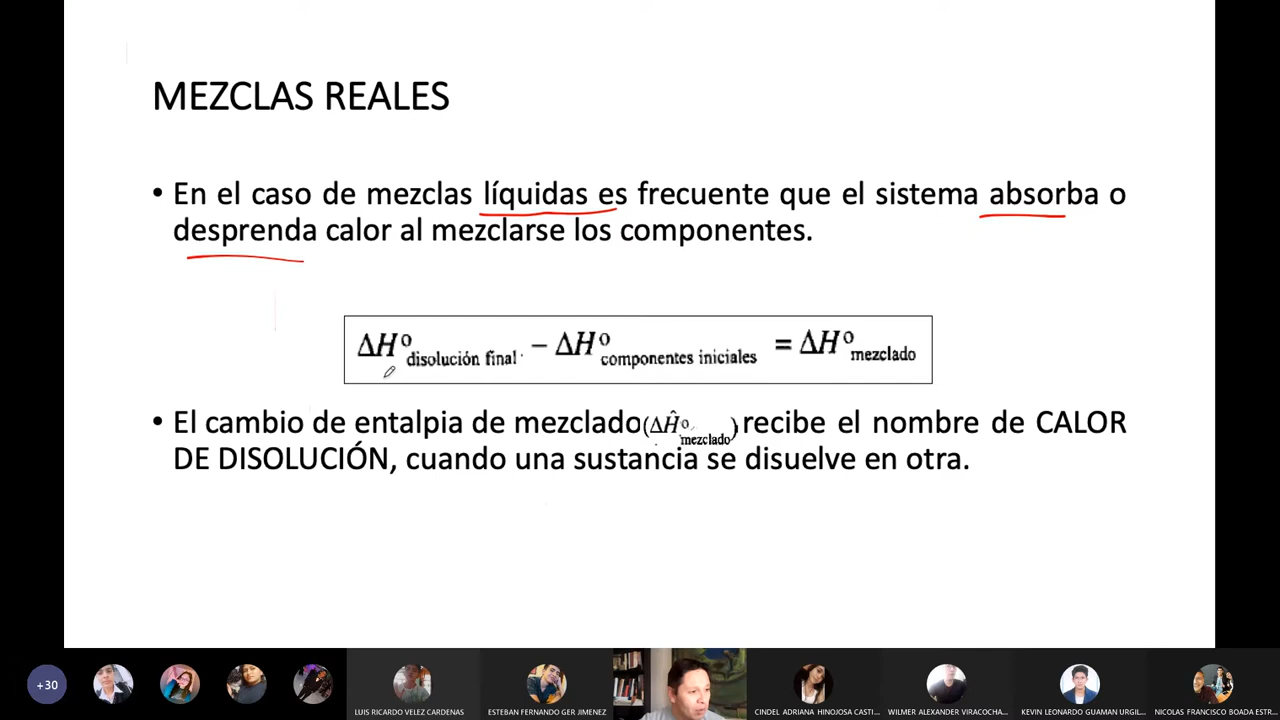 MEZCLAS REALES
• En el caso de mezclas líquidas es frecuente que el sistema absorba o
desprenda calor al mezclarse los componentes.
ΔH° disolución final - ΔH° componentes iniciales = ΔH° mezclado
• El cambio de entalpia de mezclado (ΔĤ° mezclado) recibe el nombre de CALOR
DE DISOLUCIÓN, cuando una sustancia se disuelve en otra.
+30
LUIS RICARDO VELEZ CARDENAS
ESTEBAN FERNANDO GER JIMENEZ
CINDEL ADRIANA HINOJOSA CASTI...
WILMER ALEXANDER VIRACOCHA...
KEVIN LEONARDO GUAMAN URGIL...
NICOLAS FRANCISCO BOADA ESTR...